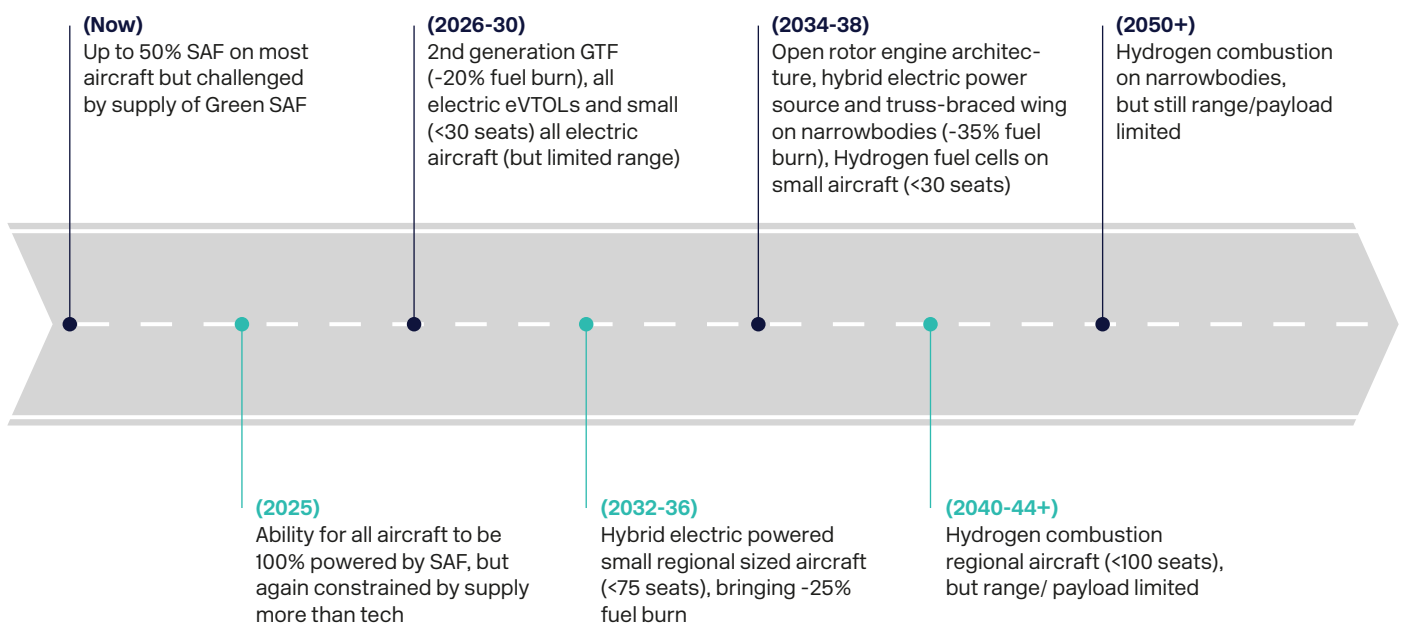 (Now)
Up to 50% SAF on most
aircraft but challenged
by supply of Green SAF
(2026-30)
2nd generation GTF
(-20% fuel burn), all
electric eVTOLs and small
(<30 seats) all electric
aircraft (but limited range)
(2034-38)
Open rotor engine architec-
ture, hybrid electric power
source and truss-braced wing
on narrowbodies (-35% fuel
burn), Hydrogen fuel cells on
small aircraft (<30 seats)
(2050+)
Hydrogen combustion
on narrowbodies,
but still range/payload
limited
(2025)
Ability for all aircraft to be
100% powered by SAF, but
again constrained by supply
more than tech
(2032-36)
Hybrid electric powered
small regional sized aircraft
(<75 seats), bringing -25%
fuel burn
(2040-44+)
Hydrogen combustion
regional aircraft (<100 seats),
but range/ payload limited